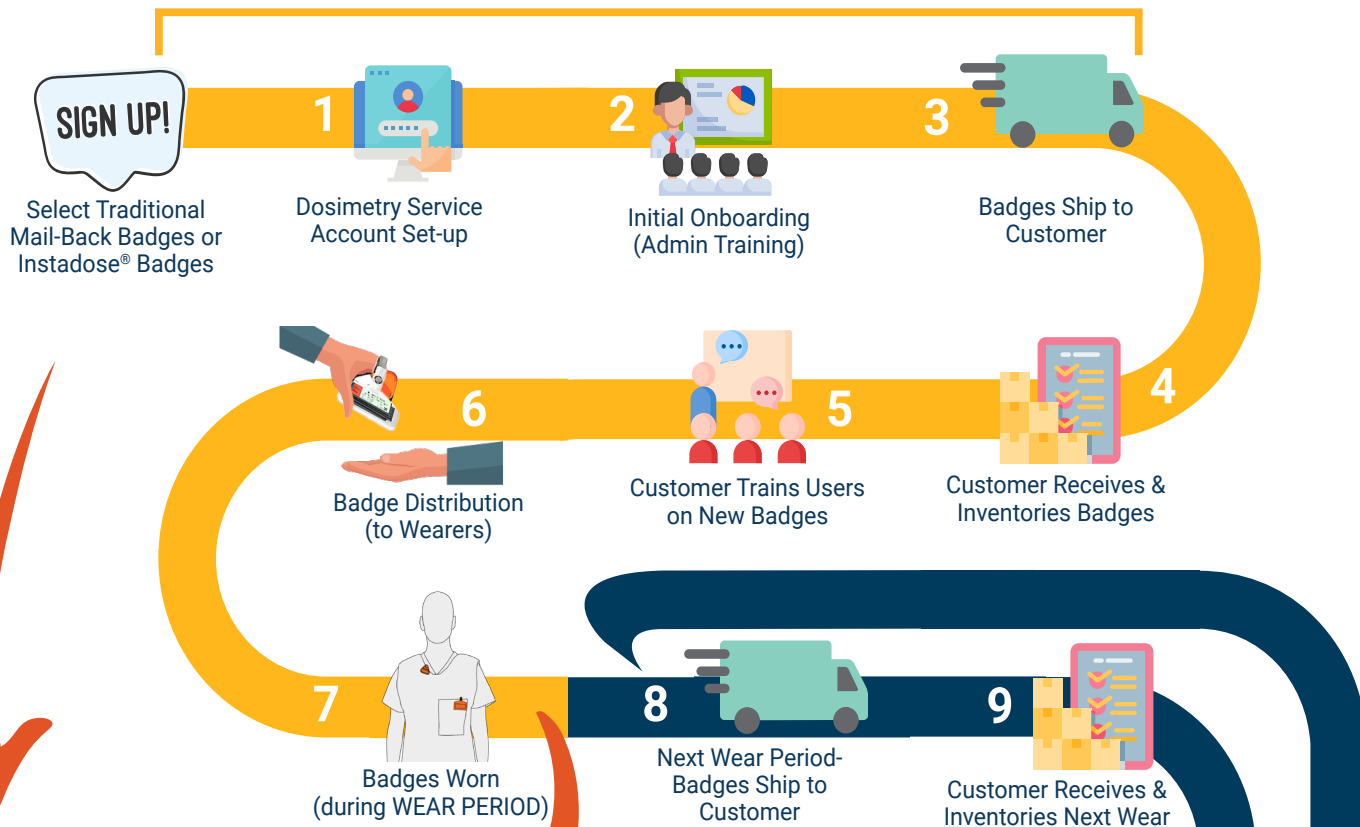 SIGN UP!
Select Traditional
Mail-Back Badges or
Instadose® Badges
1
Dosimetry Service
Account Set-up
2
Initial Onboarding
(Admin Training)
3
Badges Ship to
Customer
4
Customer Receives &
Inventories Badges
5
Customer Trains Users
on New Badges
6
Badge Distribution
(to Wearers)
7
Badges Worn
(during WEAR PERIOD)
8
Next Wear Period-
Badges Ship to
Customer
9
Customer Receives &
Inventories Next Wear